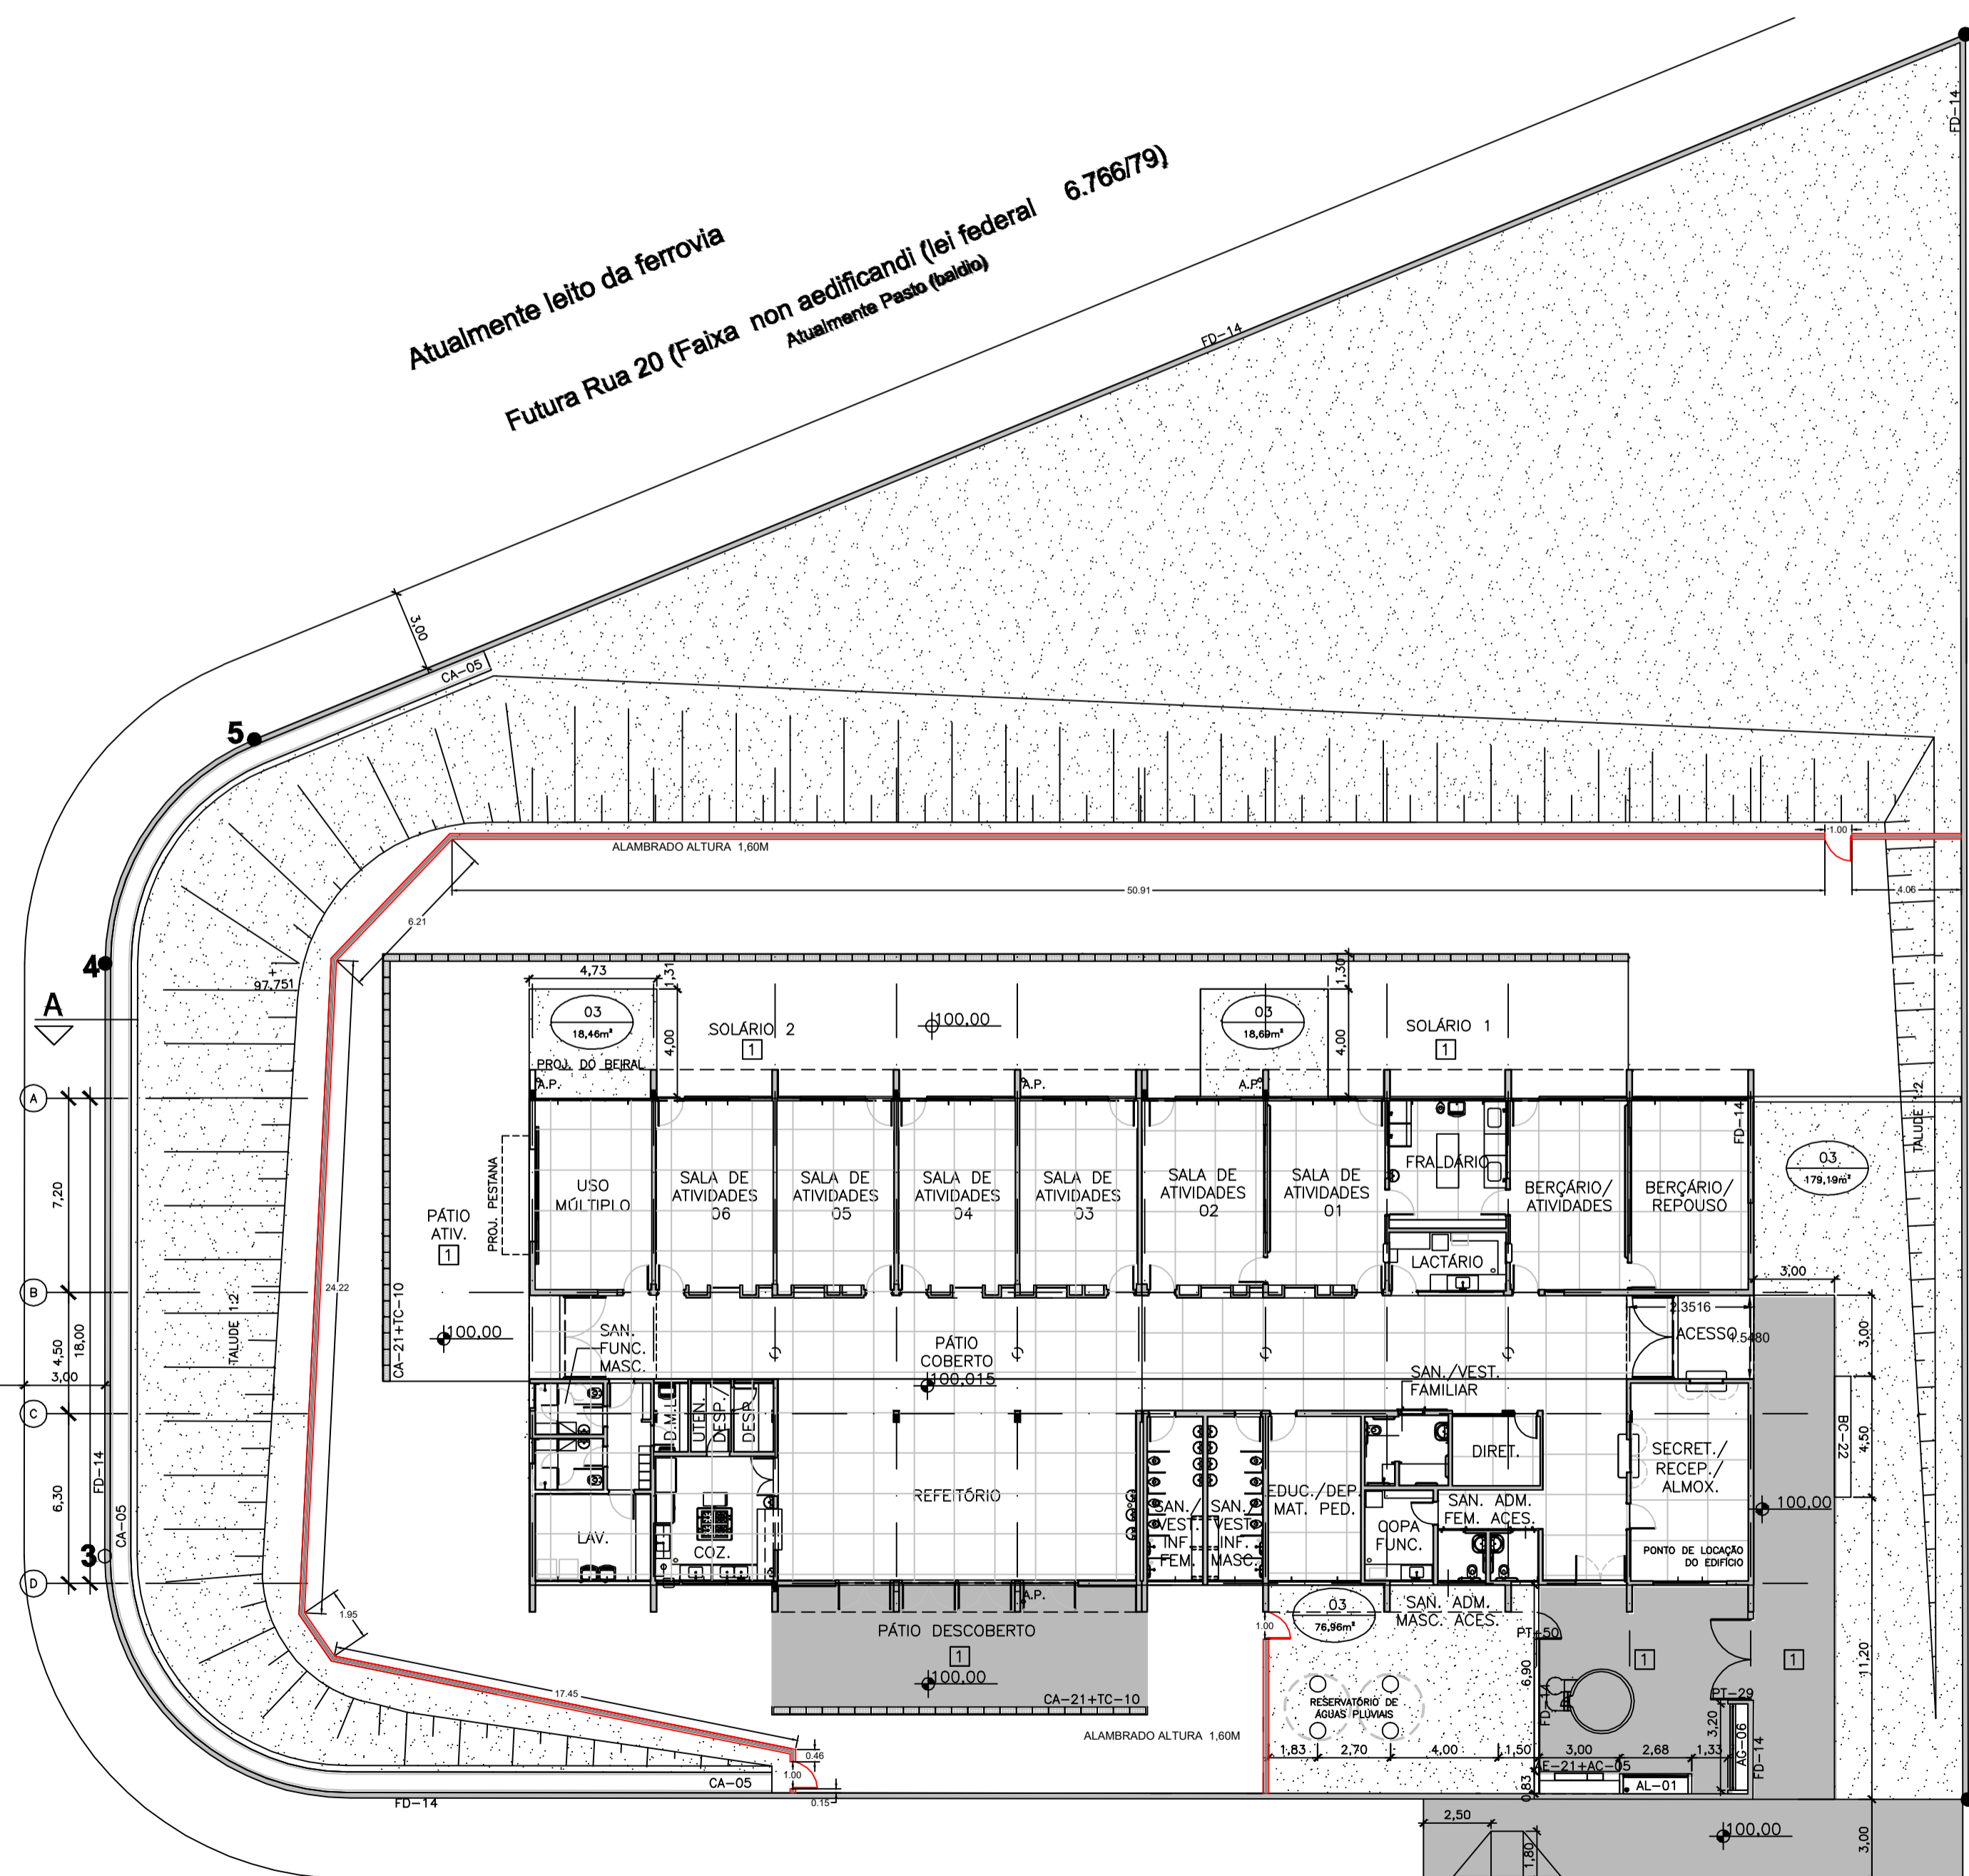 FD-14
Atualmente leito da ferrovia
Futura Rua 20 (Faixa non aedificandi (lei federal 6.766/79)
Atualmente Pasto (baldio)
FD-14
3,00
CA-05
5
ALAMBRADO ALTURA 1,60M
1.00
50.91
4.06
6.21
4
97.751
A
4,73
1,31
1,30
03
18,46m²
SOLÁRIO 2
1
100,00
4,00
03
18,69m²
4,00
SOLÁRIO 1
1
PROJ. DO BEIRAL
A.P.
A.P.
A.P.
A
TALUDE 1:2
FD-14
03
179,19m²
7,20
PÁTIO
ATIV.
1
PROJ. PESTANA
USO
MÚLTIPLO
SALA DE
ATIVIDADES
06
SALA DE
ATIVIDADES
05
SALA DE
ATIVIDADES
04
SALA DE
ATIVIDADES
03
SALA DE
ATIVIDADES
02
SALA DE
ATIVIDADES
01
FRALDÁRIO
LACTÁRIO
BERÇÁRIO/
ATIVIDADES
BERÇÁRIO/
REPOUSO
B
24.22
3,00
2.3516
ACESSO
1.5480
3,00
TALUDE 1:2
CA-21+TC-10
100,00
SAN.
FUNC.
MASC.
PÁTIO
COBERTO
100,015
SAN./VEST.
FAMILIAR
4,50
18,00
3,00
C
D.M.L.
UTEN.
DESP./
DESP.
DIRET.
SECRET./
RECEP./
ALMOX.
BC-22
4,50
FD-14
CA-05
6,30
REFEITÓRIO
SAN./
VEST.
INF.
FEM.
SAN./
VEST.
INF.
MASC.
EDUC./DEP.
MAT. PED.
SAN. ADM.
FEM. ACES.
COPA
FUNC.
100,00
LAV.
COZ.
PONTO DE LOCAÇÃO
DO EDIFÍCIO
3
D
1.95
A.P.
PÁTIO DESCOBERTO
1
100,00
CA-21+TC-10
1.00
03
76,96m²
SAN. ADM.
MASC. ACES.
PT-50
6,90
1
1
11,20
RESERVATÓRIO DE
ÁGUAS PLUVIAIS
FD-14
PT-29
3,20
AG-06
FD-14
17.45
ALAMBRADO ALTURA 1,60M
0.46
1.00
0.15
1,83
2,70
4,00
1,50
3,00
2,68
1,33
AE-21+AC-05
AL-01
0,83
CA-05
FD-14
2,50
1,80
100,00
3,00